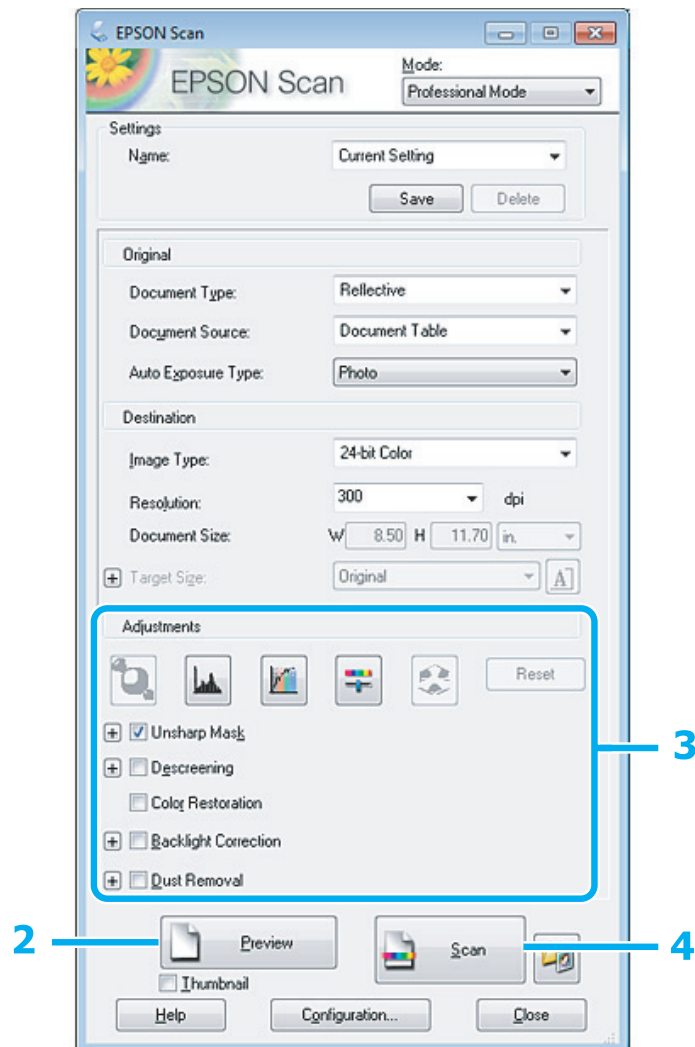 EPSON Scan
EPSON Scan
Mode:
Professional Mode
Settings
Name: Current Setting
Save Delete
Original
Document Type: Reflective
Document Source: Document Table
Auto Exposure Type: Photo
Destination
Image Type: 24-bit Color
Resolution: 300 dpi
Document Size: W 8.50 H 11.70 in.
Target Size: Original A
Adjustments
Reset
Unsharp Mask
3
Descreening
Color Restoration
Backlight Correction
Dust Removal
2 Preview Scan 4
Thumbnail
Help Configuration... Close